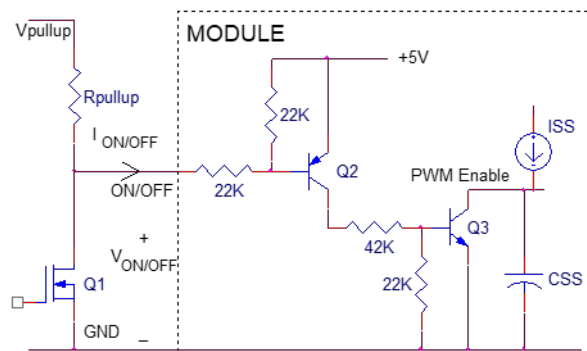 Vpullup
MODULE
+5V
Rpullup
22K
ISS
I ON/OFF
Q2
PWM Enable
ON/OFF
22K
Q3
+
42K
V ON/OFF
CSS
Q1
22K
GND
–